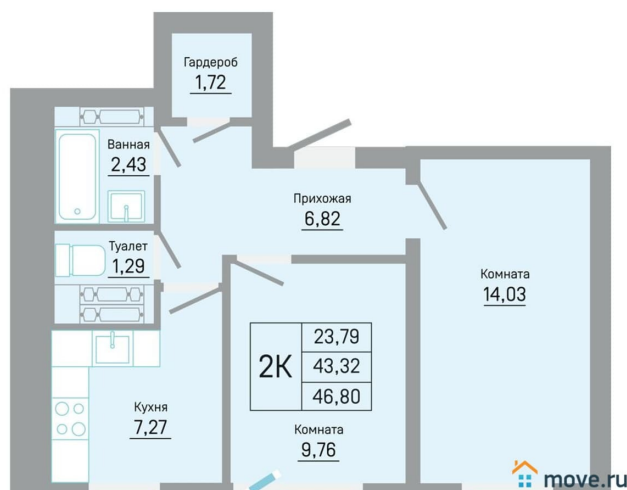 Гардероб
1,72
Ванная
2,43
Прихожая
6,82
Туалет
1,29
Комната
14,03
2К
23,79
43,32
46,80
Кухня
7,27
Комната
9,76
move.ru